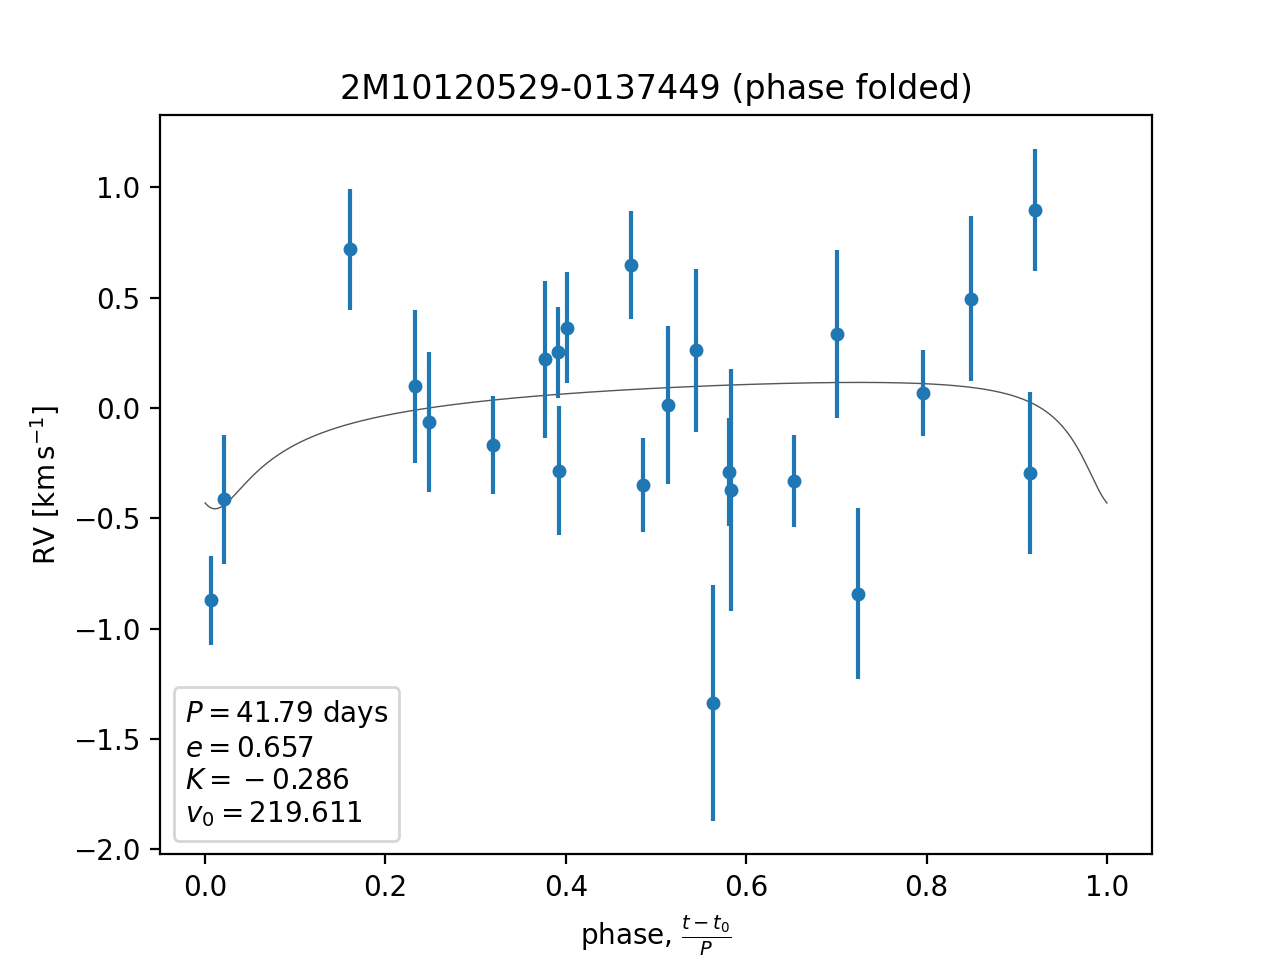 2M10120529-0137449 (phase folded)
RV [km s⁻¹]
1.0
0.5
0.0
−0.5
−1.0
−1.5
−2.0
P = 41.79 days
e = 0.657
K = −0.286
v₀ = 219.611
0.0 0.2 0.4 0.6 0.8 1.0
phase, (t − t₀)/P